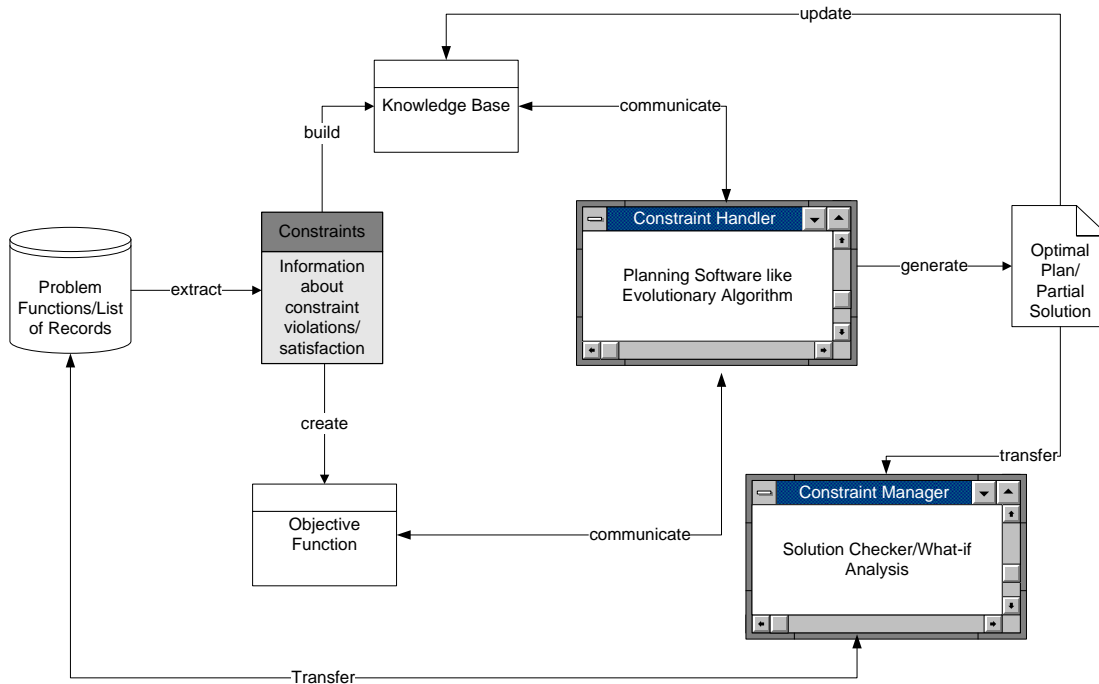 update
Knowledge Base
communicate
build
Constraint Handler
Constraints
Problem
Functions/List
of Records
extract
Information
about
constraint
violations/
satisfaction
Planning Software like
Evolutionary Algorithm
generate
Optimal
Plan/
Partial
Solution
create
transfer
Constraint Manager
Objective
Function
communicate
Solution Checker/What-if
Analysis
Transfer